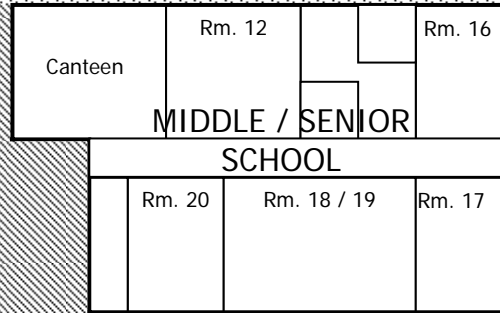 Rm. 12
Rm. 16
Canteen
MIDDLE / SENIOR
SCHOOL
Rm. 20
Rm. 18 / 19
Rm. 17